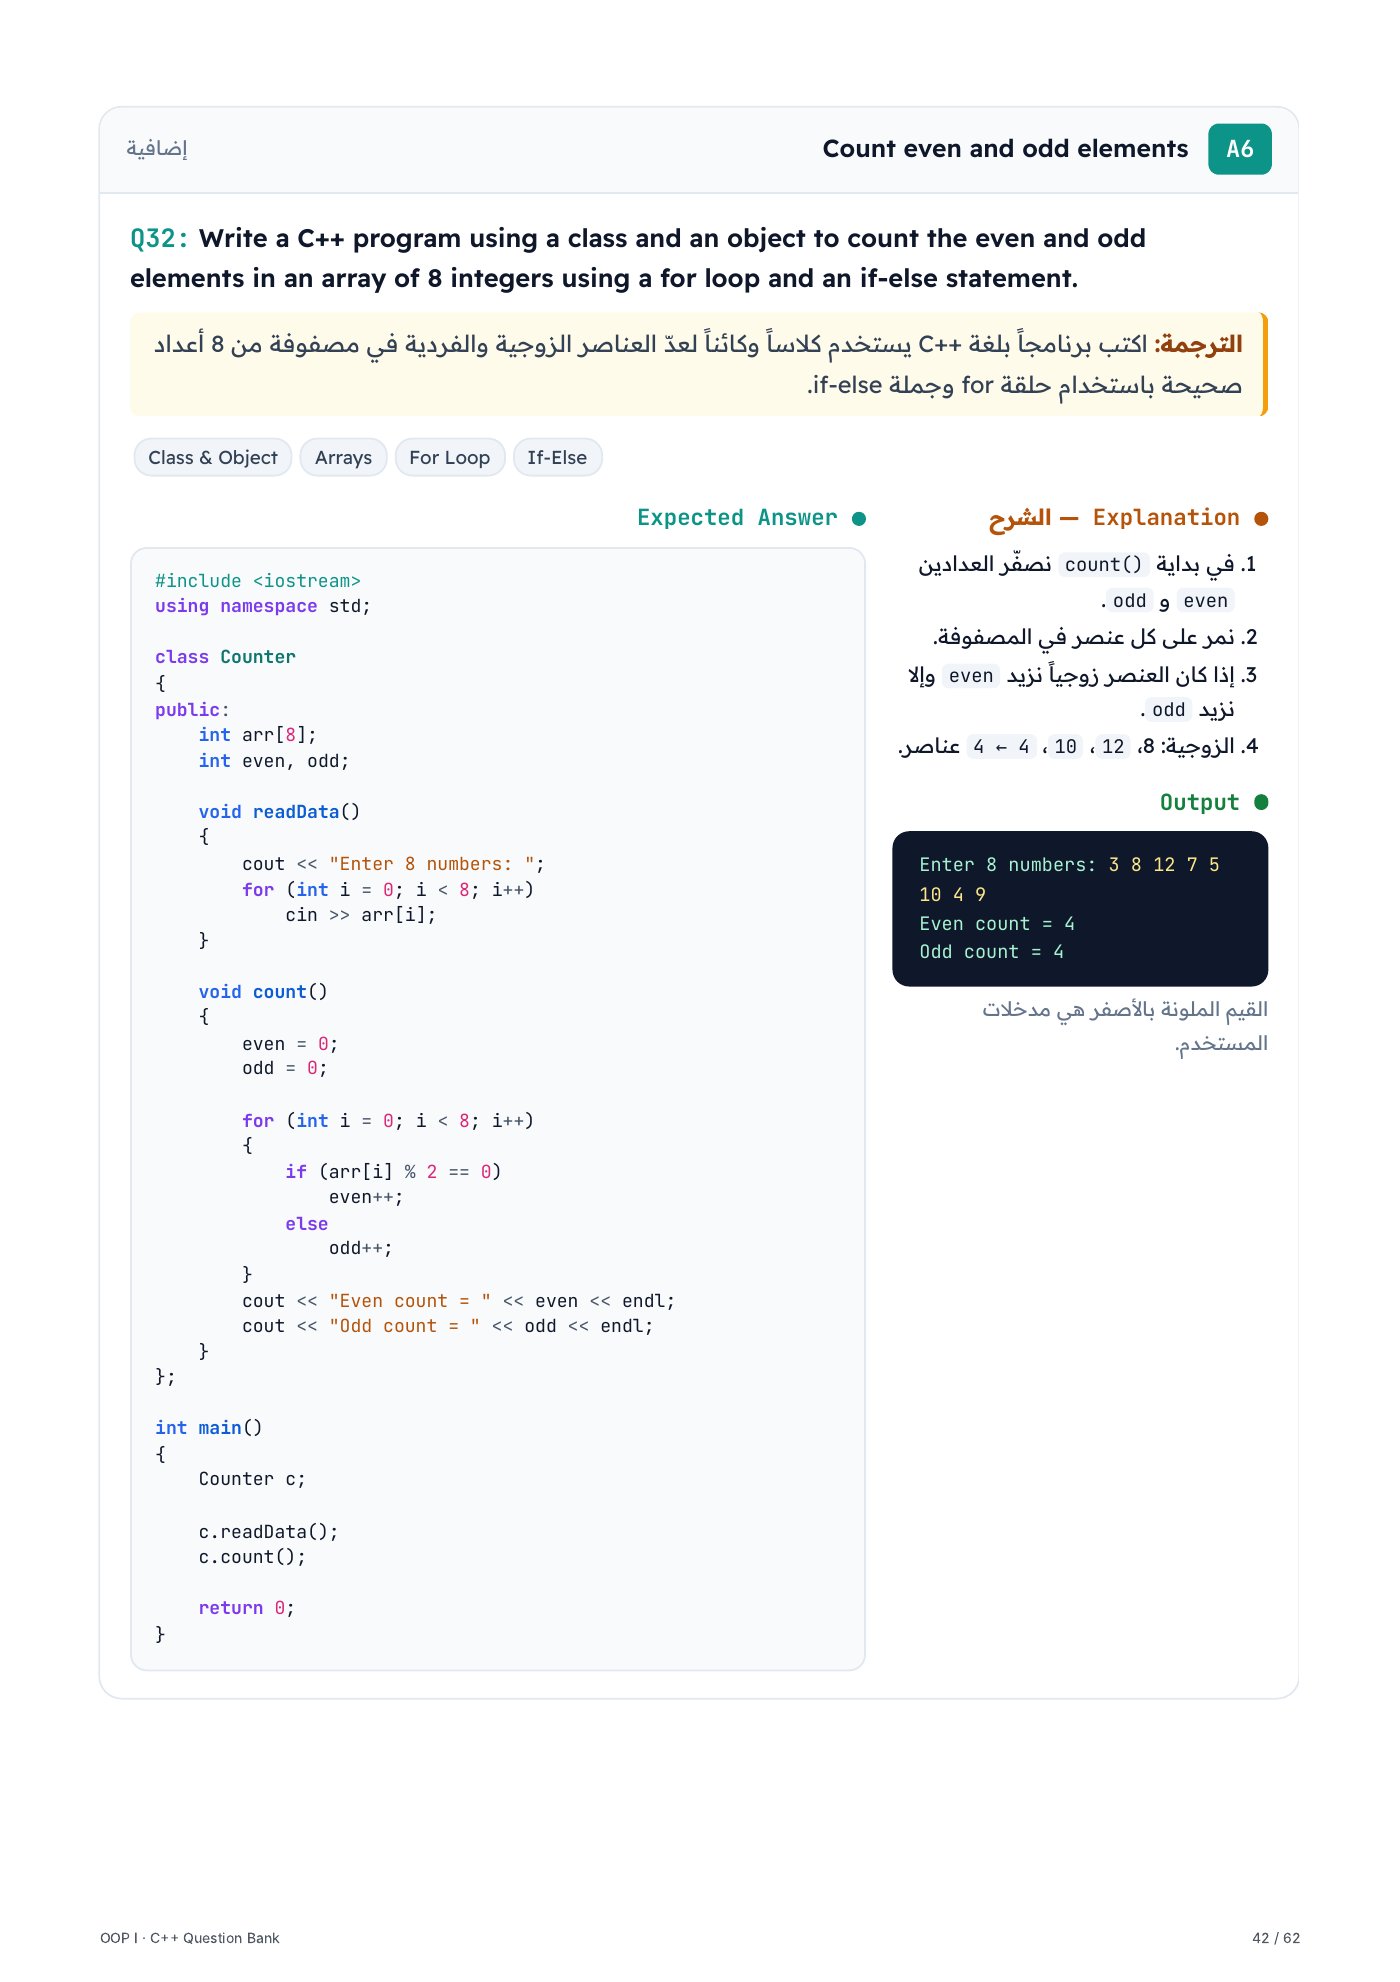 إضافية
Count even and odd elements A6
Q32: Write a C++ program using a class and an object to count the even and odd
elements in an array of 8 integers using a for loop and an if-else statement.
الترجمة: اكتب برنامجاً بلغة C++ يستخدم كلاساً وكائناً لعدّ العناصر الزوجية والفردية في مصفوفة من 8 أعداد
صحيحة باستخدام حلقة for وجملة if-else.
Class & Object Arrays For Loop If-Else
Expected Answer
#include <iostream>
using namespace std;

class Counter
{
public:
    int arr[8];
    int even, odd;

    void readData()
    {
        cout << "Enter 8 numbers: ";
        for (int i = 0; i < 8; i++)
            cin >> arr[i];
    }

    void count()
    {
        even = 0;
        odd = 0;

        for (int i = 0; i < 8; i++)
        {
            if (arr[i] % 2 == 0)
                even++;
            else
                odd++;
        }
        cout << "Even count = " << even << endl;
        cout << "Odd count = " << odd << endl;
    }
};

int main()
{
    Counter c;

    c.readData();
    c.count();

    return 0;
}
Explanation — الشرح
1. في بداية count() نصفّر العدادين
even و odd.
2. نمر على كل عنصر في المصفوفة.
3. إذا كان العنصر زوجياً نزيد even وإلا
نزيد odd.
4. الزوجية: 8، 12، 10، 4 ← 4 عناصر.
Output
Enter 8 numbers: 3 8 12 7 5
10 4 9
Even count = 4
Odd count = 4
القيم الملونة بالأصفر هي مدخلات
المستخدم.
OOP I · C++ Question Bank
42 / 62